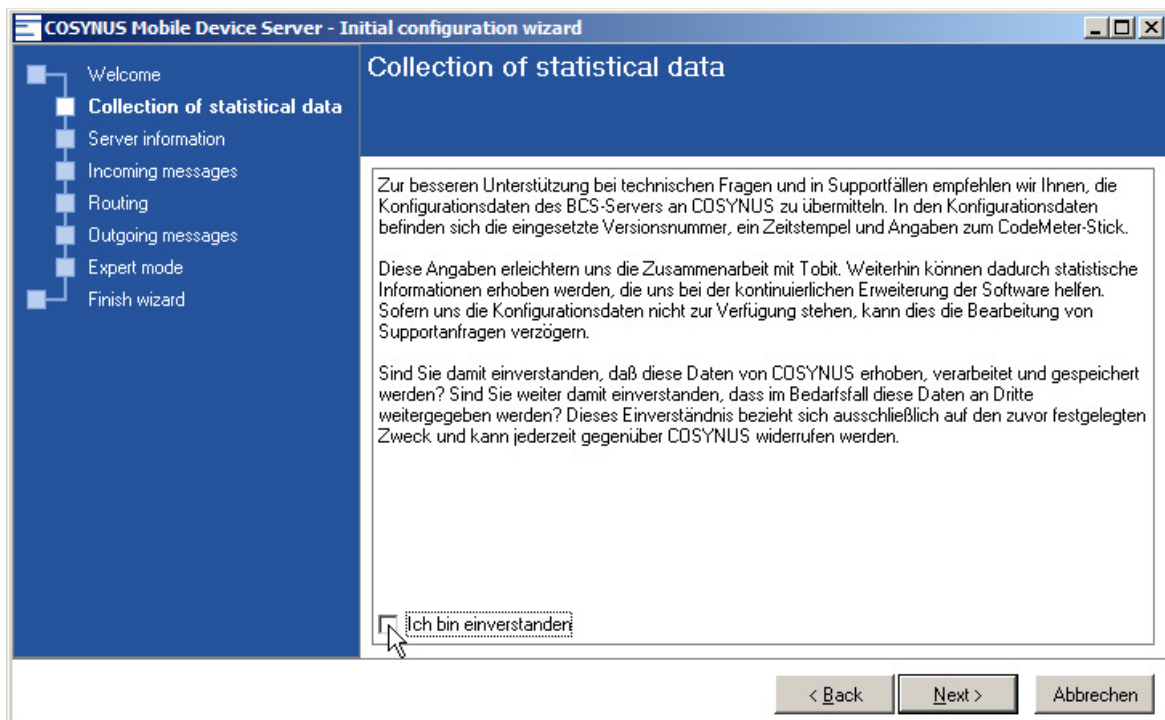 COSYNUS Mobile Device Server - Initial configuration wizard
Welcome
Collection of statistical data
Server information
Incoming messages
Routing
Outgoing messages
Expert mode
Finish wizard
Collection of statistical data
Zur besseren Unterstützung bei technischen Fragen und in Supportfällen empfehlen wir Ihnen, die
Konfigurationsdaten des BCS-Servers an COSYNUS zu übermitteln. In den Konfigurationsdaten
befinden sich die eingesetzte Versionsnummer, ein Zeitstempel und Angaben zum CodeMeter-Stick.
Diese Angaben erleichtern uns die Zusammenarbeit mit Tobit. Weiterhin können dadurch statistische
Informationen erhoben werden, die uns bei der kontinuierlichen Erweiterung der Software helfen.
Sofern uns die Konfigurationsdaten nicht zur Verfügung stehen, kann dies die Bearbeitung von
Supportanfragen verzögern.
Sind Sie damit einverstanden, daß diese Daten von COSYNUS erhoben, verarbeitet und gespeichert
werden? Sind Sie weiter damit einverstanden, dass im Bedarfsfall diese Daten an Dritte
weitergegeben werden? Dieses Einverständnis bezieht sich ausschließlich auf den zuvor festgelegten
Zweck und kann jederzeit gegenüber COSYNUS widerrufen werden.
Ich bin einverstanden
< Back
Next >
Abbrechen